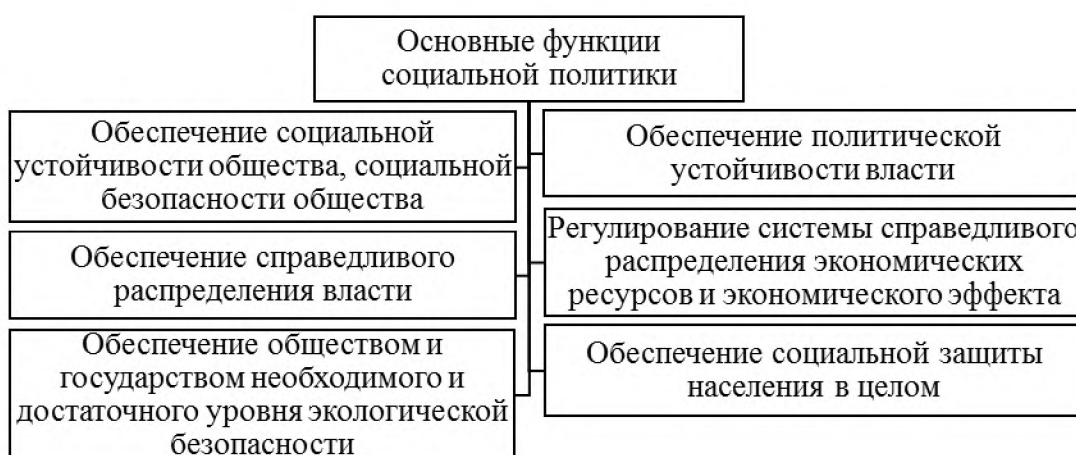 Основные функции
социальной политики
Обеспечение социальной
устойчивости общества, социальной
безопасности общества
Обеспечение политической
устойчивости власти
Обеспечение справедливого
распределения власти
Регулирование системы справедливого
распределения экономических
ресурсов и экономического эффекта
Обеспечение обществом и
государством необходимого и
достаточного уровня экологической
безопасности
Обеспечение социальной защиты
населения в целом